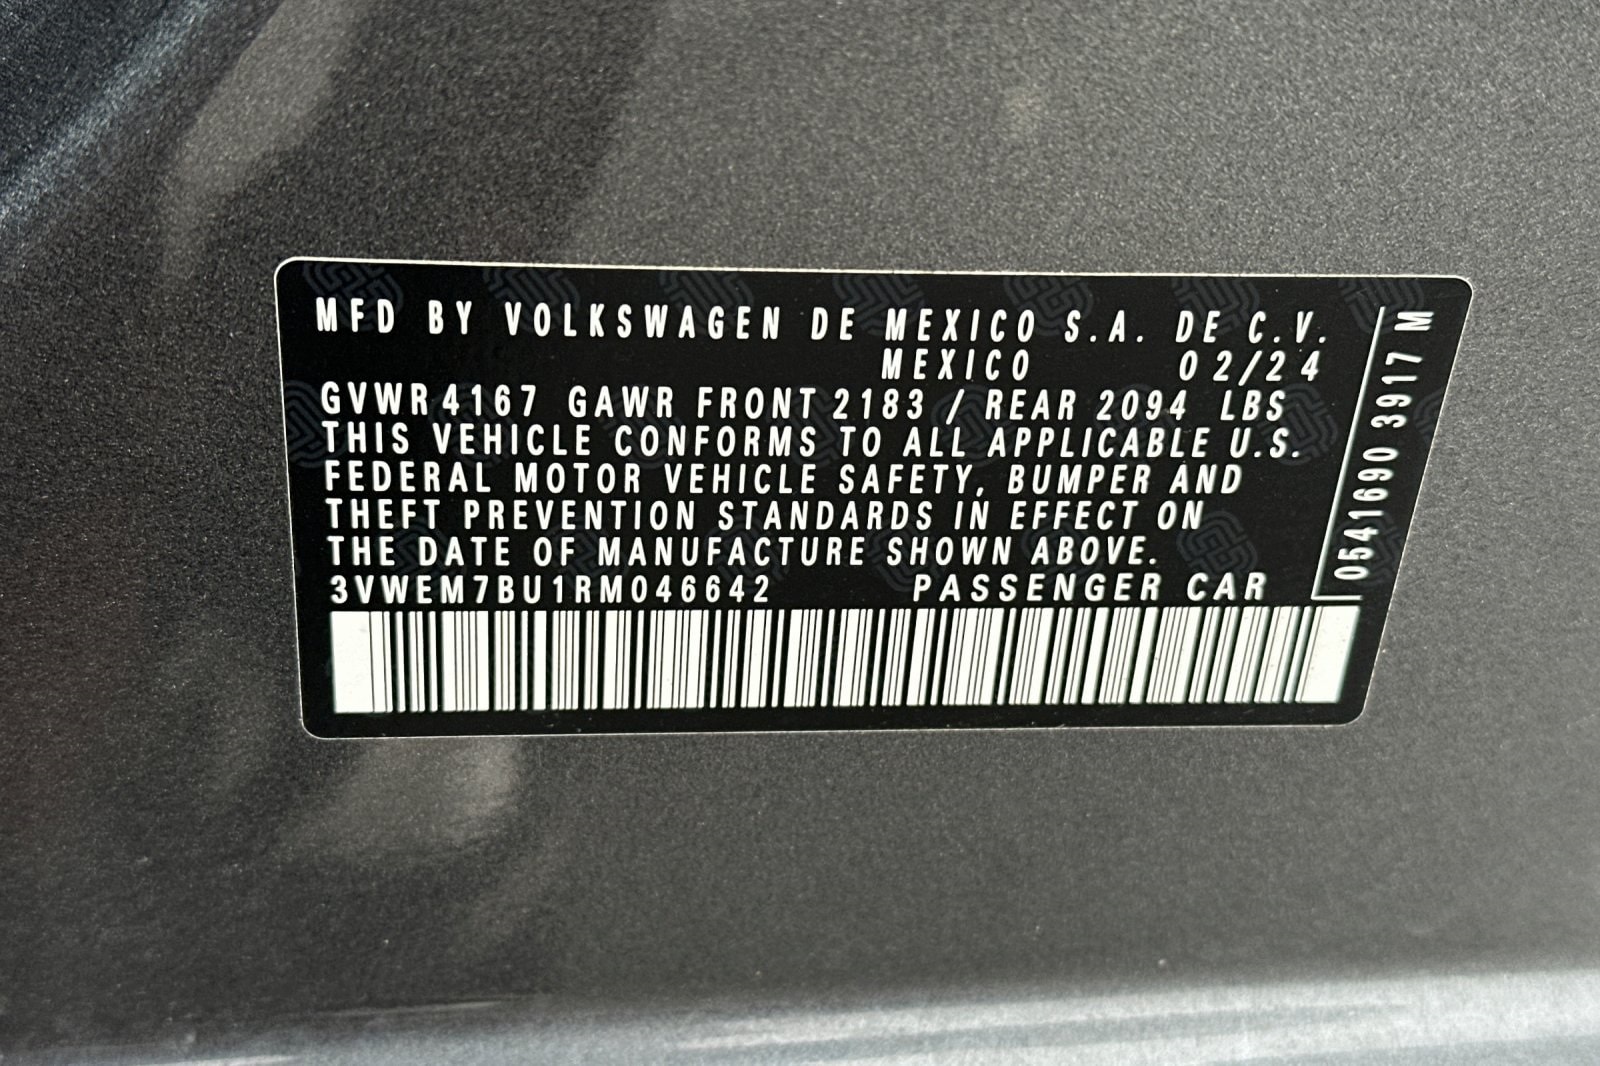 MFD BY VOLKSWAGEN DE MEXICO S.A. DE C.V.
MEXICO 02/24
GVWR 4167 GAWR FRONT 2183 / REAR 2094 LBS
THIS VEHICLE CONFORMS TO ALL APPLICABLE U.S.
FEDERAL MOTOR VEHICLE SAFETY, BUMPER AND
THEFT PREVENTION STANDARDS IN EFFECT ON
THE DATE OF MANUFACTURE SHOWN ABOVE.
3VWEM7BU1RM046642 PASSENGER CAR
0541690 3917 M